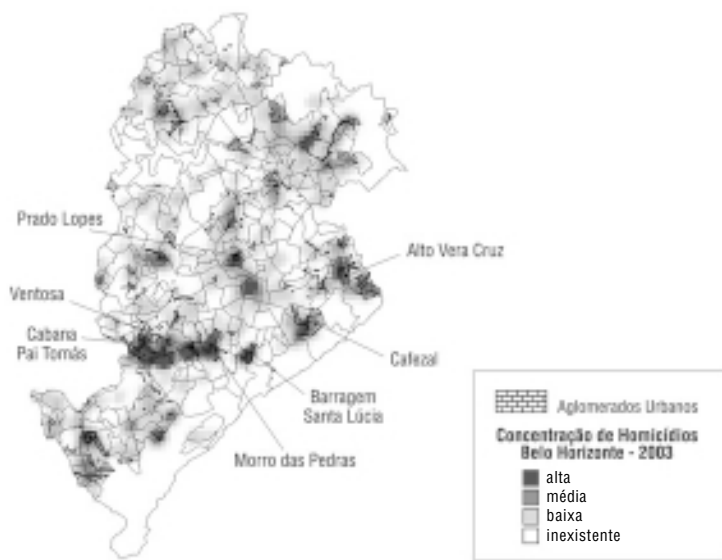 Prado Lopes
Alto Vera Cruz
Ventosa
Cabana
Pai Tomás
Cafezal
Barragem
Santa Lúcia
Morro das Pedras
Aglomerados Urbanos
Concentração de Homicídios
Belo Horizonte - 2003
alta
média
baixa
inexistente